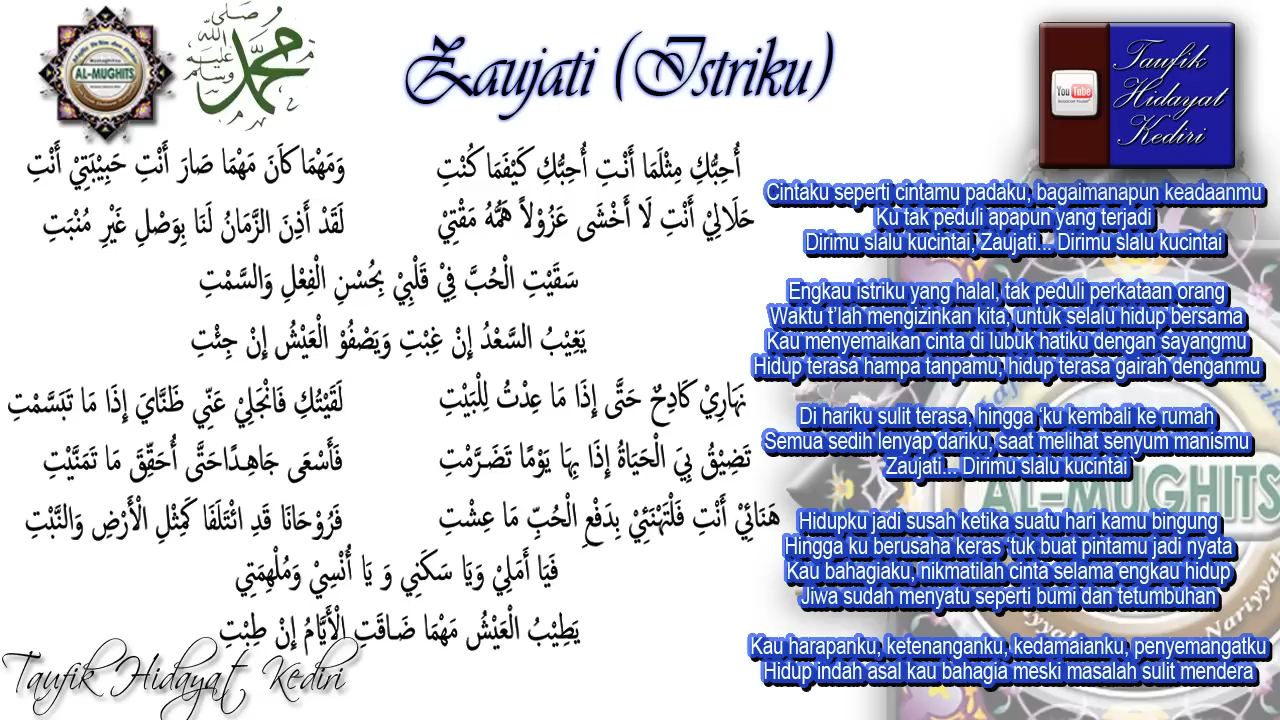 AL-MUGHITS
محمد صلى الله عليه وسلم
Zaujati (Istriku)
You Tube
Taufik
Hidayat
Kediri
أُحِبُّكِ مِثْلَمَا أَنْتِ أُحِبُّكِ كَيْفَمَا كُنْتِ وَمَهْمَا كَانَ مَهْمَا صَارَ أَنْتِ حَبِيْبَتِيْ أَنْتِ
حَلَالِيْ أَنْتِ لَا أَخْشَى عَزُوْلاً هَمُّهُ مَقْتِيْ لَقَدْ أَذِنَ الزَّمَانُ لَنَا بِوَصْلِ غَيْرِ مُنْبَتِ
سَقَيْتِ الْحُبَّ فِيْ قَلْبِيْ بِحُسْنِ الْفِعْلِ وَالسَّمْتِ
يَغِيْبُ السَّعْدُ إِنْ غِبْتِ وَيَصْفُوْ الْعَيْشُ إِنْ جِئْتِ
نَهَارِيْ كَادِحٌ حَتَّى إِذَا مَا عِدْتُ لِلْبَيْتِ لَقَيْتُكِ فَانْجَلِيْ عَنِّي ظَنَّايَ إِذَا مَا تَبَسَّمْتِ
تَضِيْقُ بِيَ الْحَيَاةُ إِذَا بِهَا يَوْمًا تَضَرَّمْتِ فَأَسْعَى جَاهِدًا حَتَّى أُحَقِّقَ مَا تَمَنَّيْتِ
هَنَائِيْ أَنْتِ فَلْتَهْنَئِيْ بِدَفْعِ الْحُبِّ مَا عِشْتِ فَرُوْحَانَا قَدِ ائْتَلَفَا كَمِثْلِ الْأَرْضِ وَالنَّبْتِ
فَيَا أَمَلِيْ وَيَا سَكَنِي وَ يَا أُنْسِيْ وَمُلْهِمَتِي
يَطِيْبُ الْعَيْشُ مَهْمَا ضَاقَتِ الْأَيَّامُ إِنْ طِبْتِ
Cintaku seperti cintamu padaku, bagaimanapun keadaanmu
Ku tak peduli apapun yang terjadi
Dirimu slalu kucintai, Zaujati... Dirimu slalu kucintai
Engkau istriku yang halal, tak peduli perkataan orang
Waktu t'lah mengizinkan kita, untuk selalu hidup bersama
Kau menyemaikan cinta di lubuk hatiku dengan sayangmu
Hidup terasa hampa tanpamu, hidup terasa gairah denganmu
Di hariku sulit terasa, hingga 'ku kembali ke rumah
Semua sedih lenyap dariku, saat melihat senyum manismu
Zaujati... Dirimu slalu kucintai
Hidupku jadi susah ketika suatu hari kamu bingung
Hingga ku berusaha keras 'tuk buat pintamu jadi nyata
Kau bahagiaku, nikmatilah cinta selama engkau hidup
Jiwa sudah menyatu seperti bumi dan tetumbuhan
Kau harapanku, ketenanganku, kedamaianku, penyemangatku
Hidup indah asal kau bahagia meski masalah sulit mendera
AL-MUGHITS
Nariyyah
Taufik Hidayat Kediri